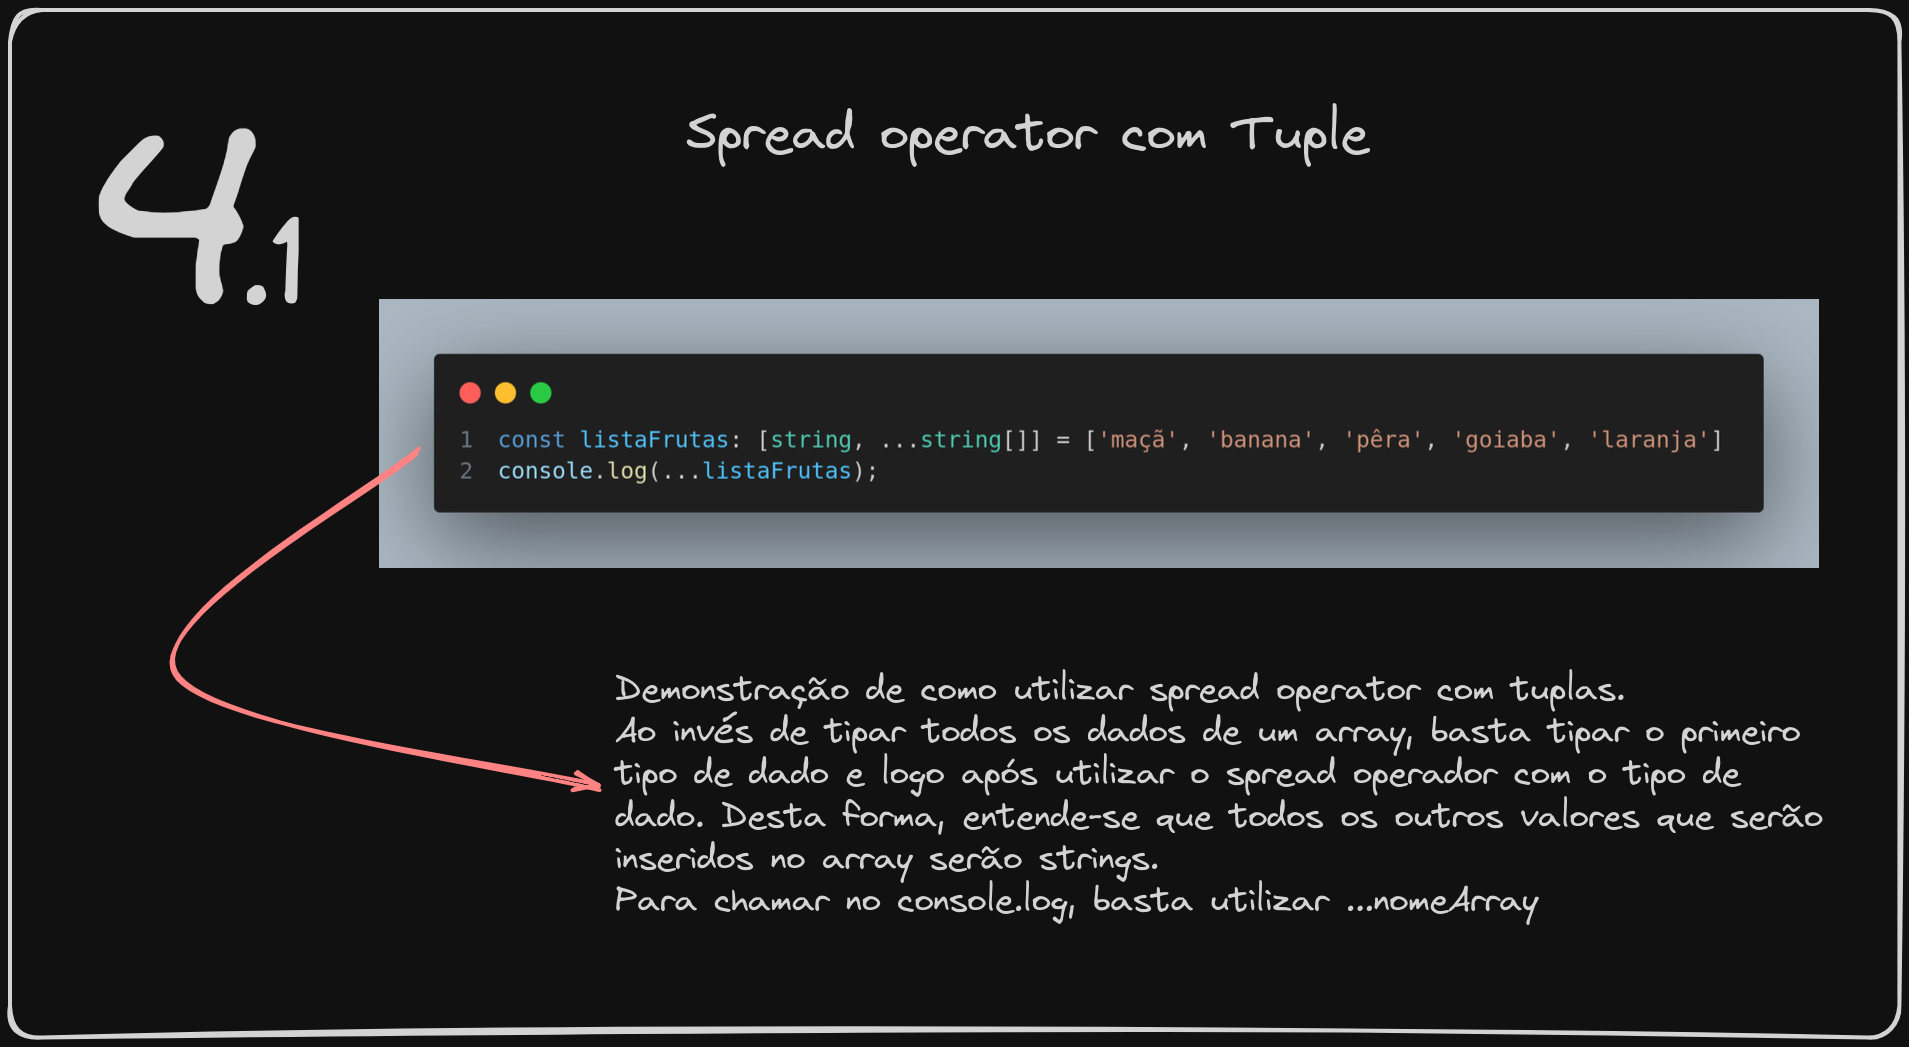 4.1
Spread operator com Tuple
1 const listaFrutas: [string, ...string[]] = ['maçã', 'banana', 'pêra', 'goiaba', 'laranja']
2 console.log(...listaFrutas);
Demonstração de como utilizar spread operator com tuplas.
Ao invés de tipar todos os dados de um array, basta tipar o primeiro
tipo de dado e logo após utilizar o spread operador com o tipo de
dado. Desta forma, entende-se que todos os outros valores que serão
inseridos no array serão strings.
Para chamar no console.log, basta utilizar ...nomeArray